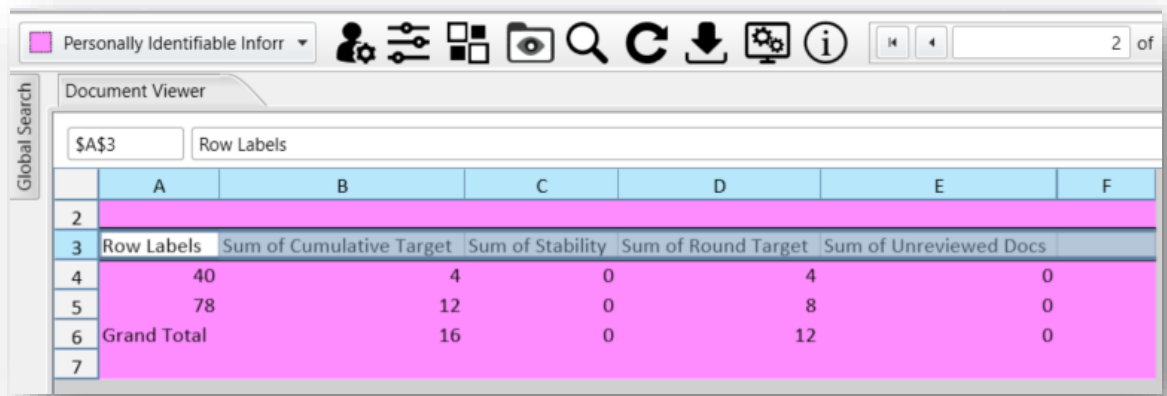 Personally Identifiable Inforr
2 of
Global Search
Document Viewer
$A$3 Row Labels
A B C D E F
2
3 Row Labels Sum of Cumulative Target Sum of Stability Sum of Round Target Sum of Unreviewed Docs
4 40 4 0 4 0
5 78 12 0 8 0
6 Grand Total 16 0 12 0
7